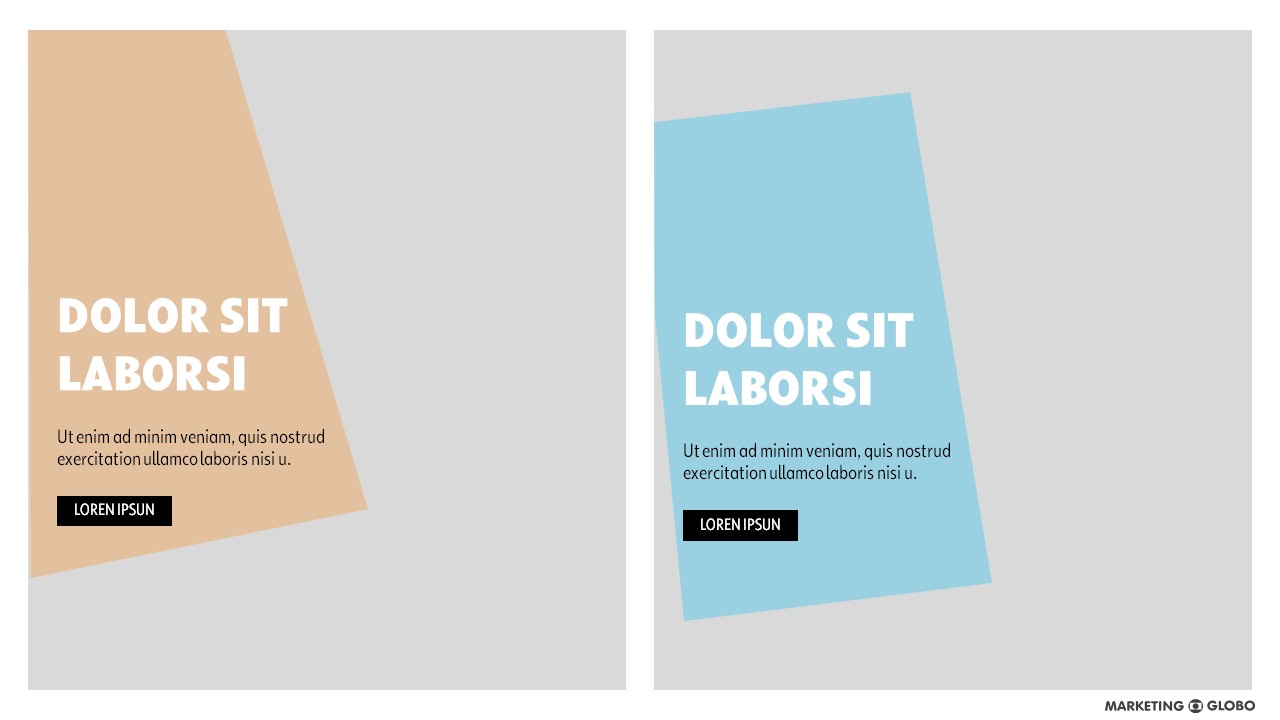 DOLOR SIT
LABORSI
Ut enim ad minim veniam, quis nostrud
exercitation ullamco laboris nisi u.
LOREN IPSUN
DOLOR SIT
LABORSI
Ut enim ad minim veniam, quis nostrud
exercitation ullamco laboris nisi u.
LOREN IPSUN
MARKETING GLOBO